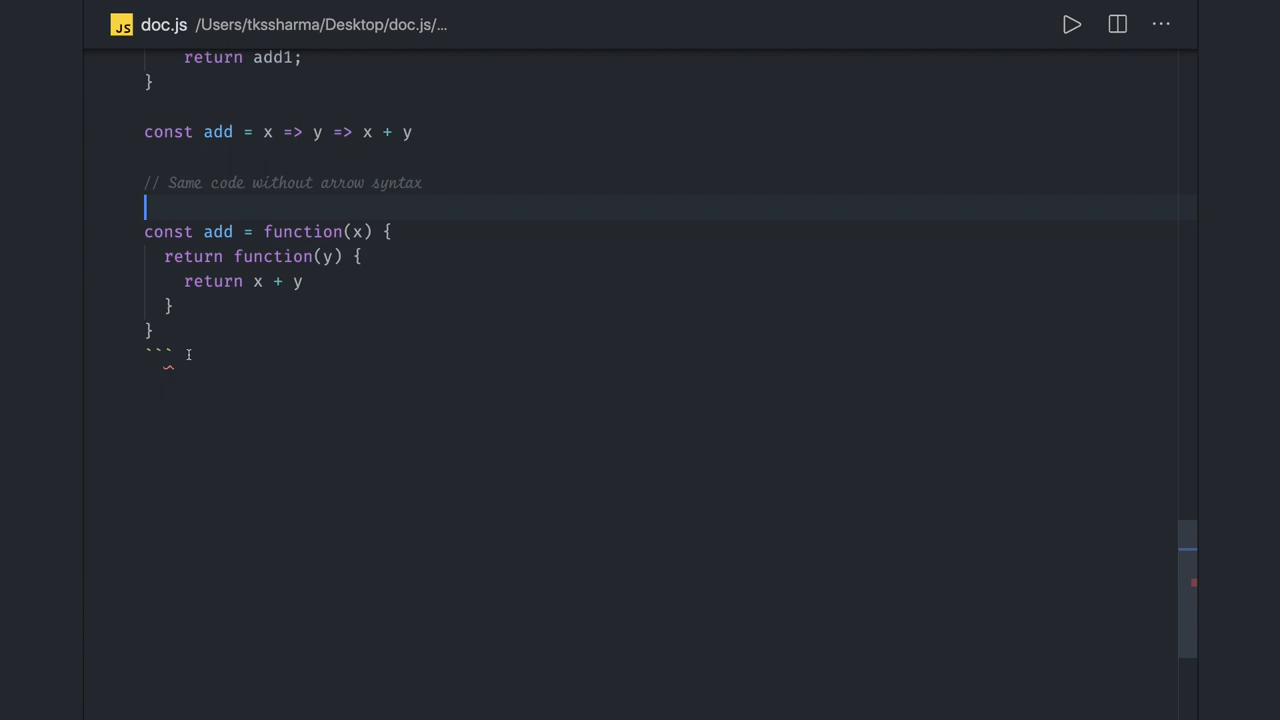 JS doc.js /Users/tkssharma/Desktop/doc.js/... ···
return add1;
}
const add = x => y => x + y
// Same code without arrow syntax
const add = function(x) {
return function(y) {
return x + y
}
}
```